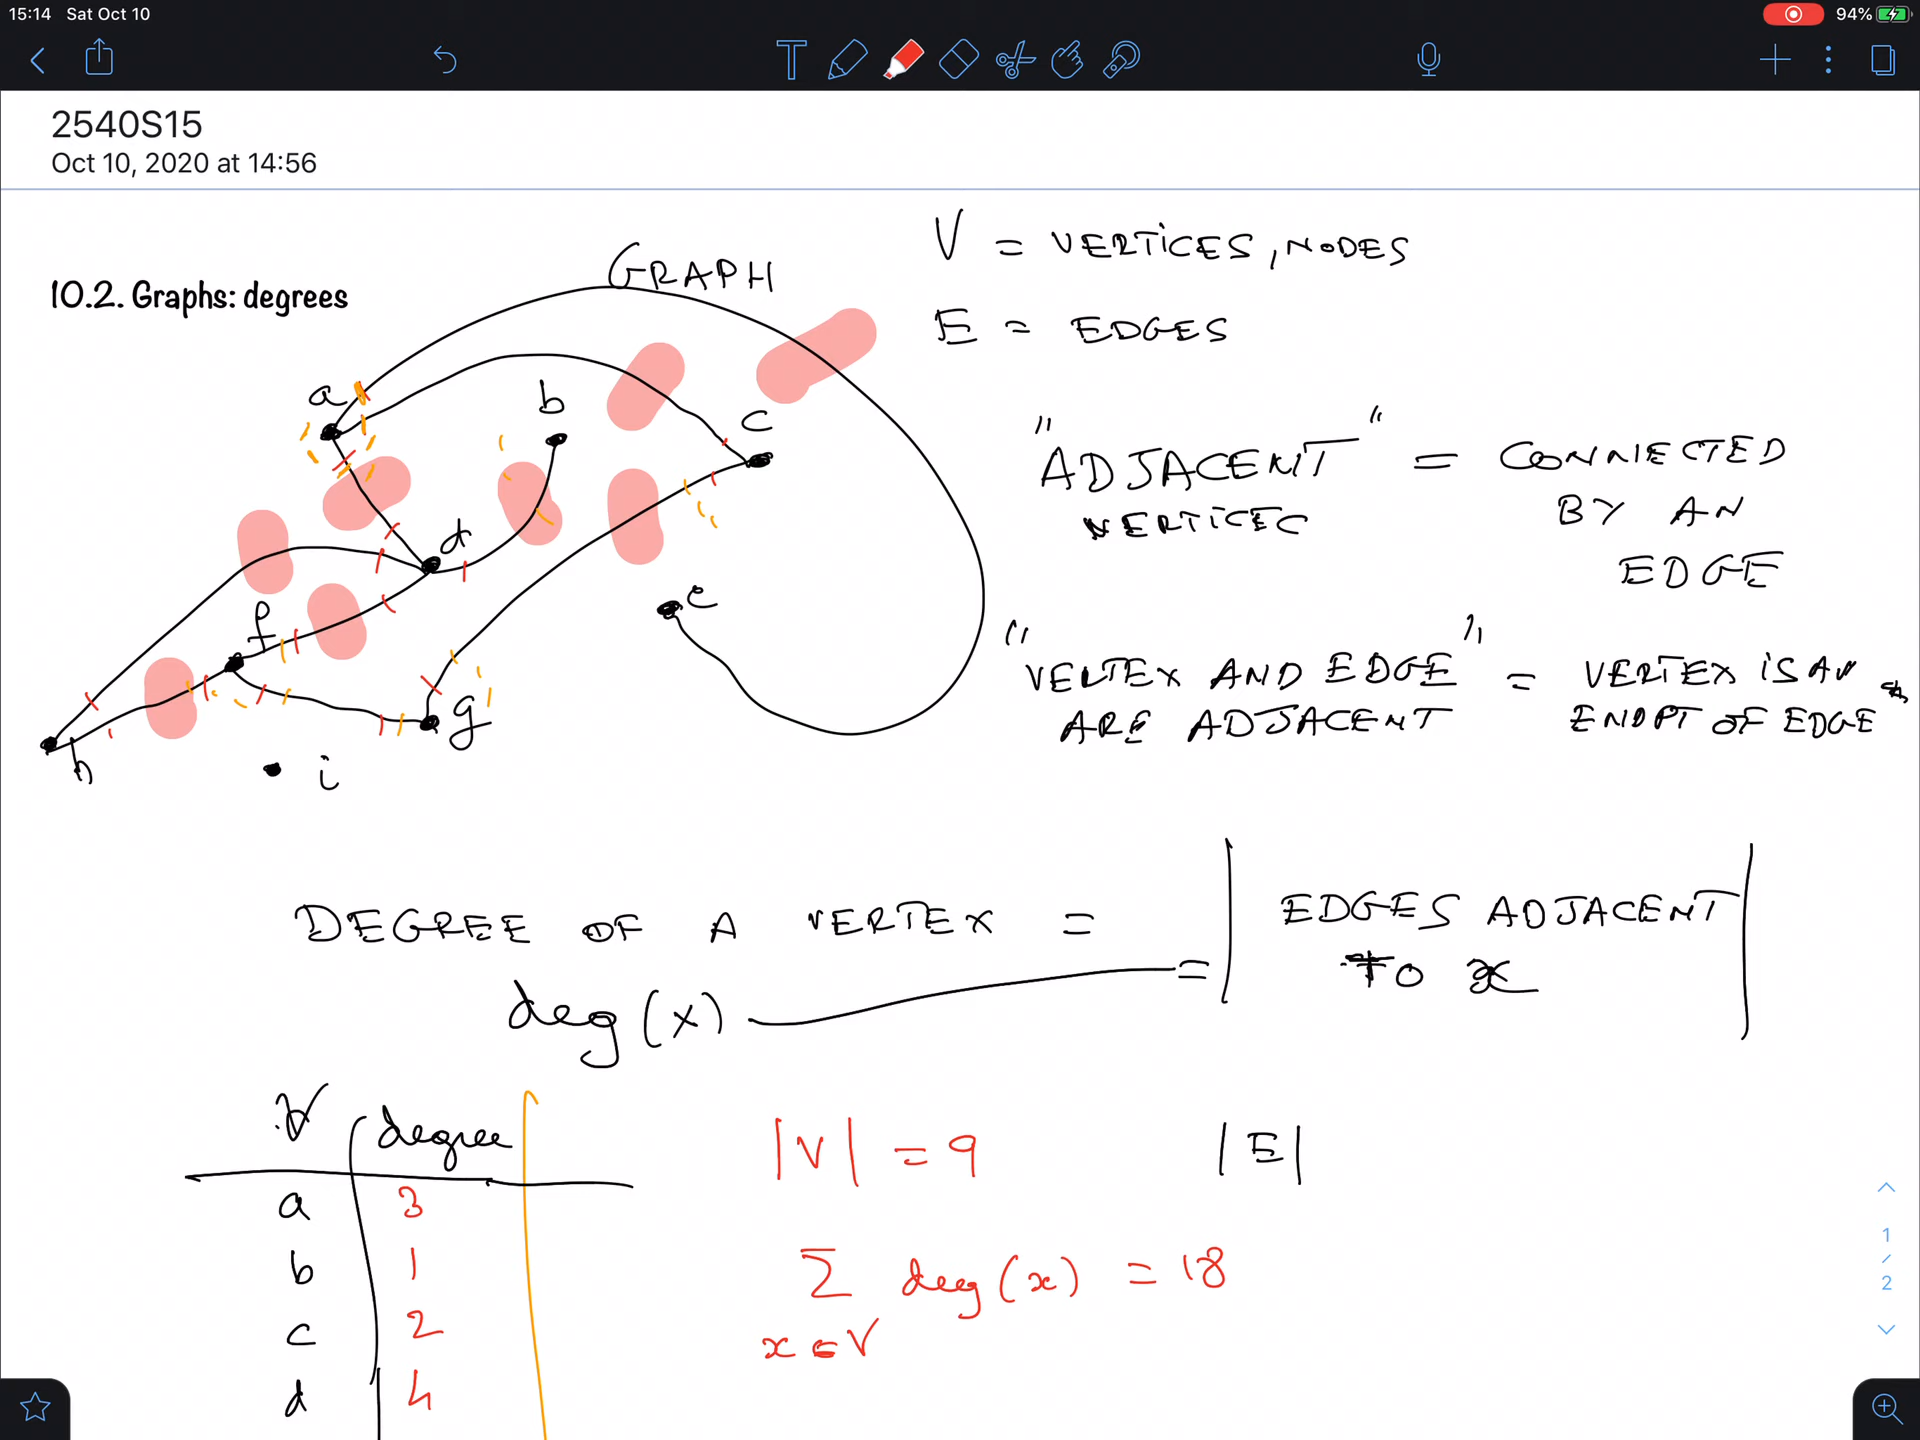 15:14 Sat Oct 10
94%
2540S15
Oct 10, 2020 at 14:56
10.2. Graphs: degrees
GRAPH
V = VERTICES, NODES
E = EDGES
a
b
c
d
e
f
g
h
i
"ADJACENT" = CONNECTED
VERTICES BY AN
EDGE
"VERTEX AND EDGE" = VERTEX IS AN
ARE ADJACENT ENDPT OF EDGE
DEGREE OF A VERTEX = | EDGES ADJACENT
deg(x) = TO x |
V degree
a 3
b 1
c 2
d 4
|V| = 9 |E|
Σ deg(x) = 18
x∈V
1
/
2